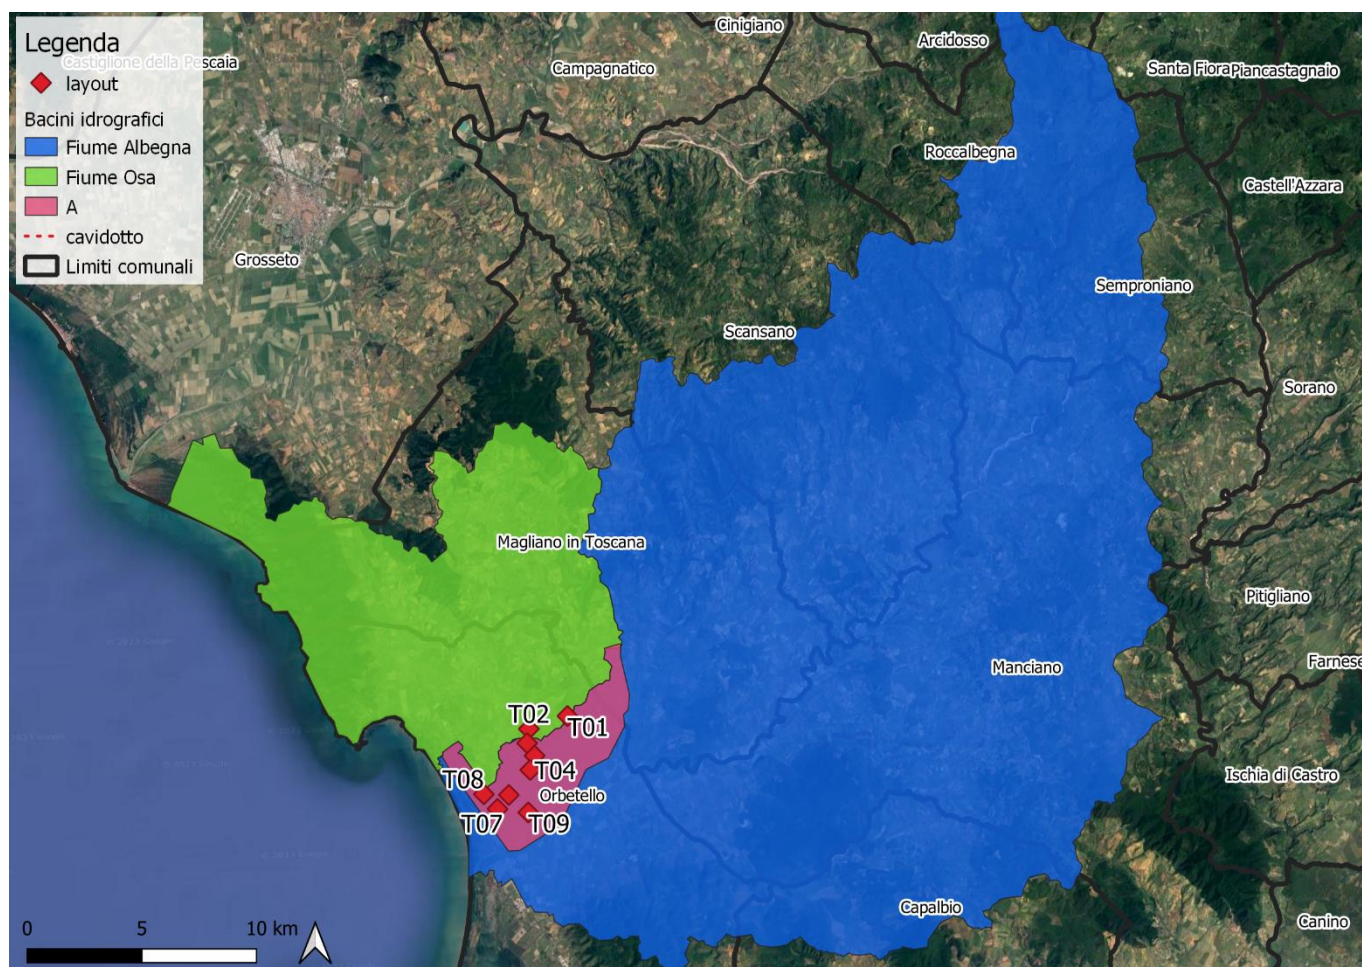 Legenda
Castiglione della Pescaia
layout
Bacini idrografici
Fiume Albegna
Fiume Osa
A
cavidotto
Limiti comunali
Cinigiano
Arcidosso
Campagnatico
Santa Fiora
Piancastagnaio
Roccalbegna
Castell'Azzara
Grosseto
Semproniano
Scansano
Sorano
Magliano in Toscana
Pitigliano
Manciano
Farnese
T02
T01
T04
T08
Orbetello
Ischia di Castro
T07
T09
Capalbio
Canino
0 5 10 km